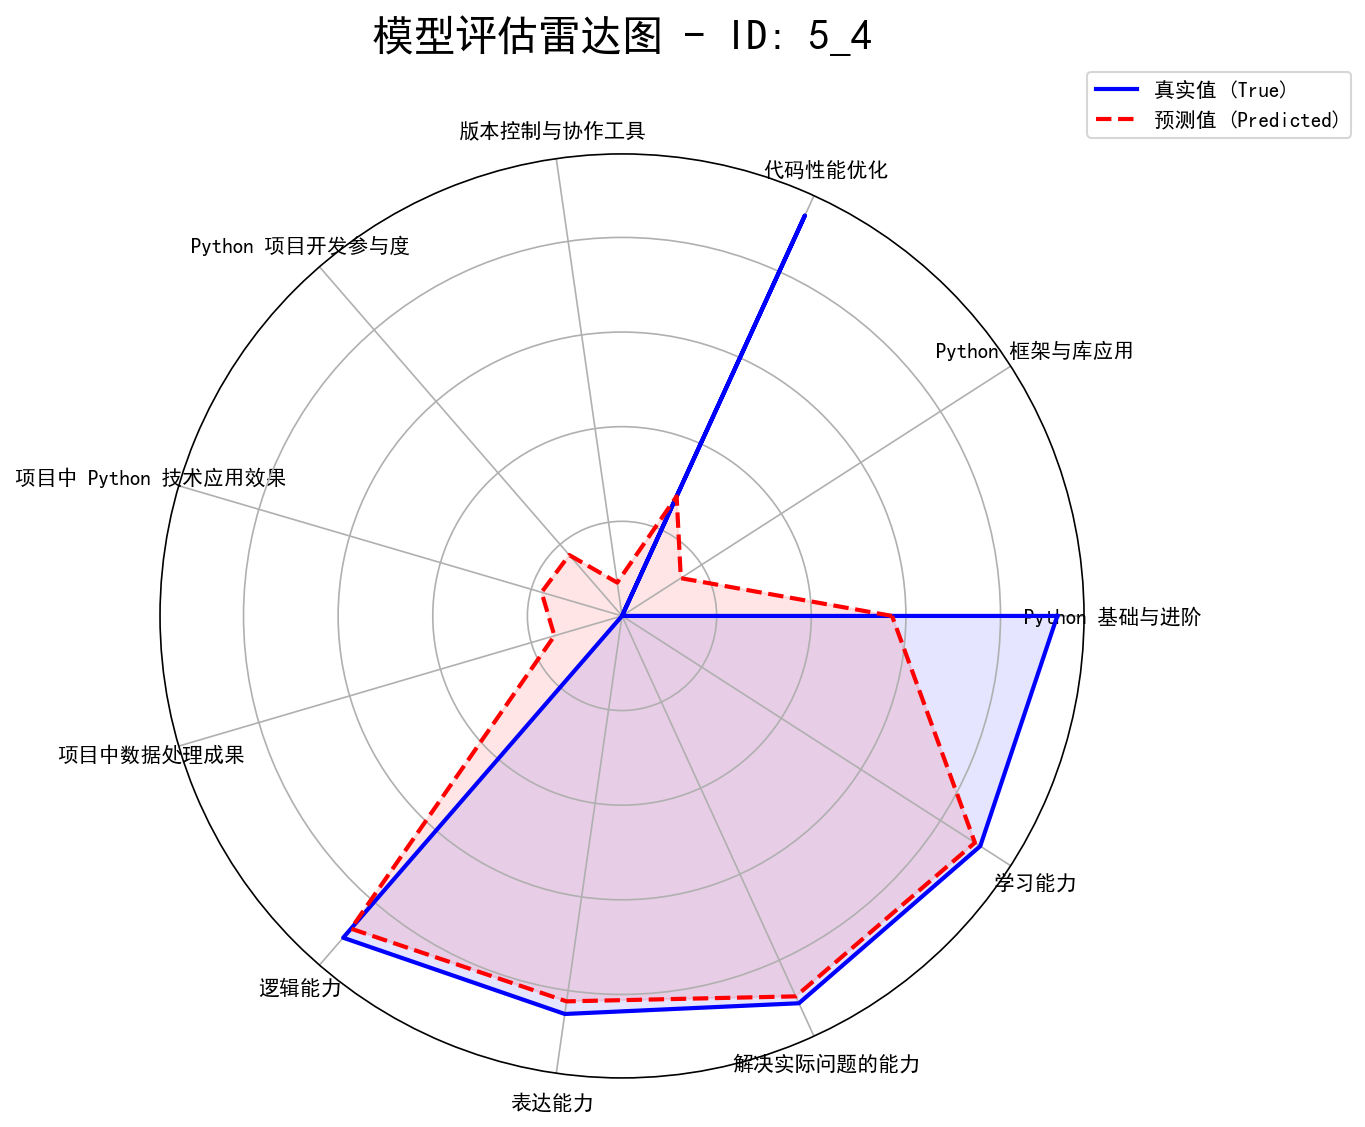 模型评估雷达图 - ID: 5_4
真实值 (True)
预测值 (Predicted)
版本控制与协作工具
代码性能优化
Python 项目开发参与度
Python 框架与库应用
项目中 Python 技术应用效果
Python 基础与进阶
项目中数据处理成果
学习能力
逻辑能力
解决实际问题的能力
表达能力